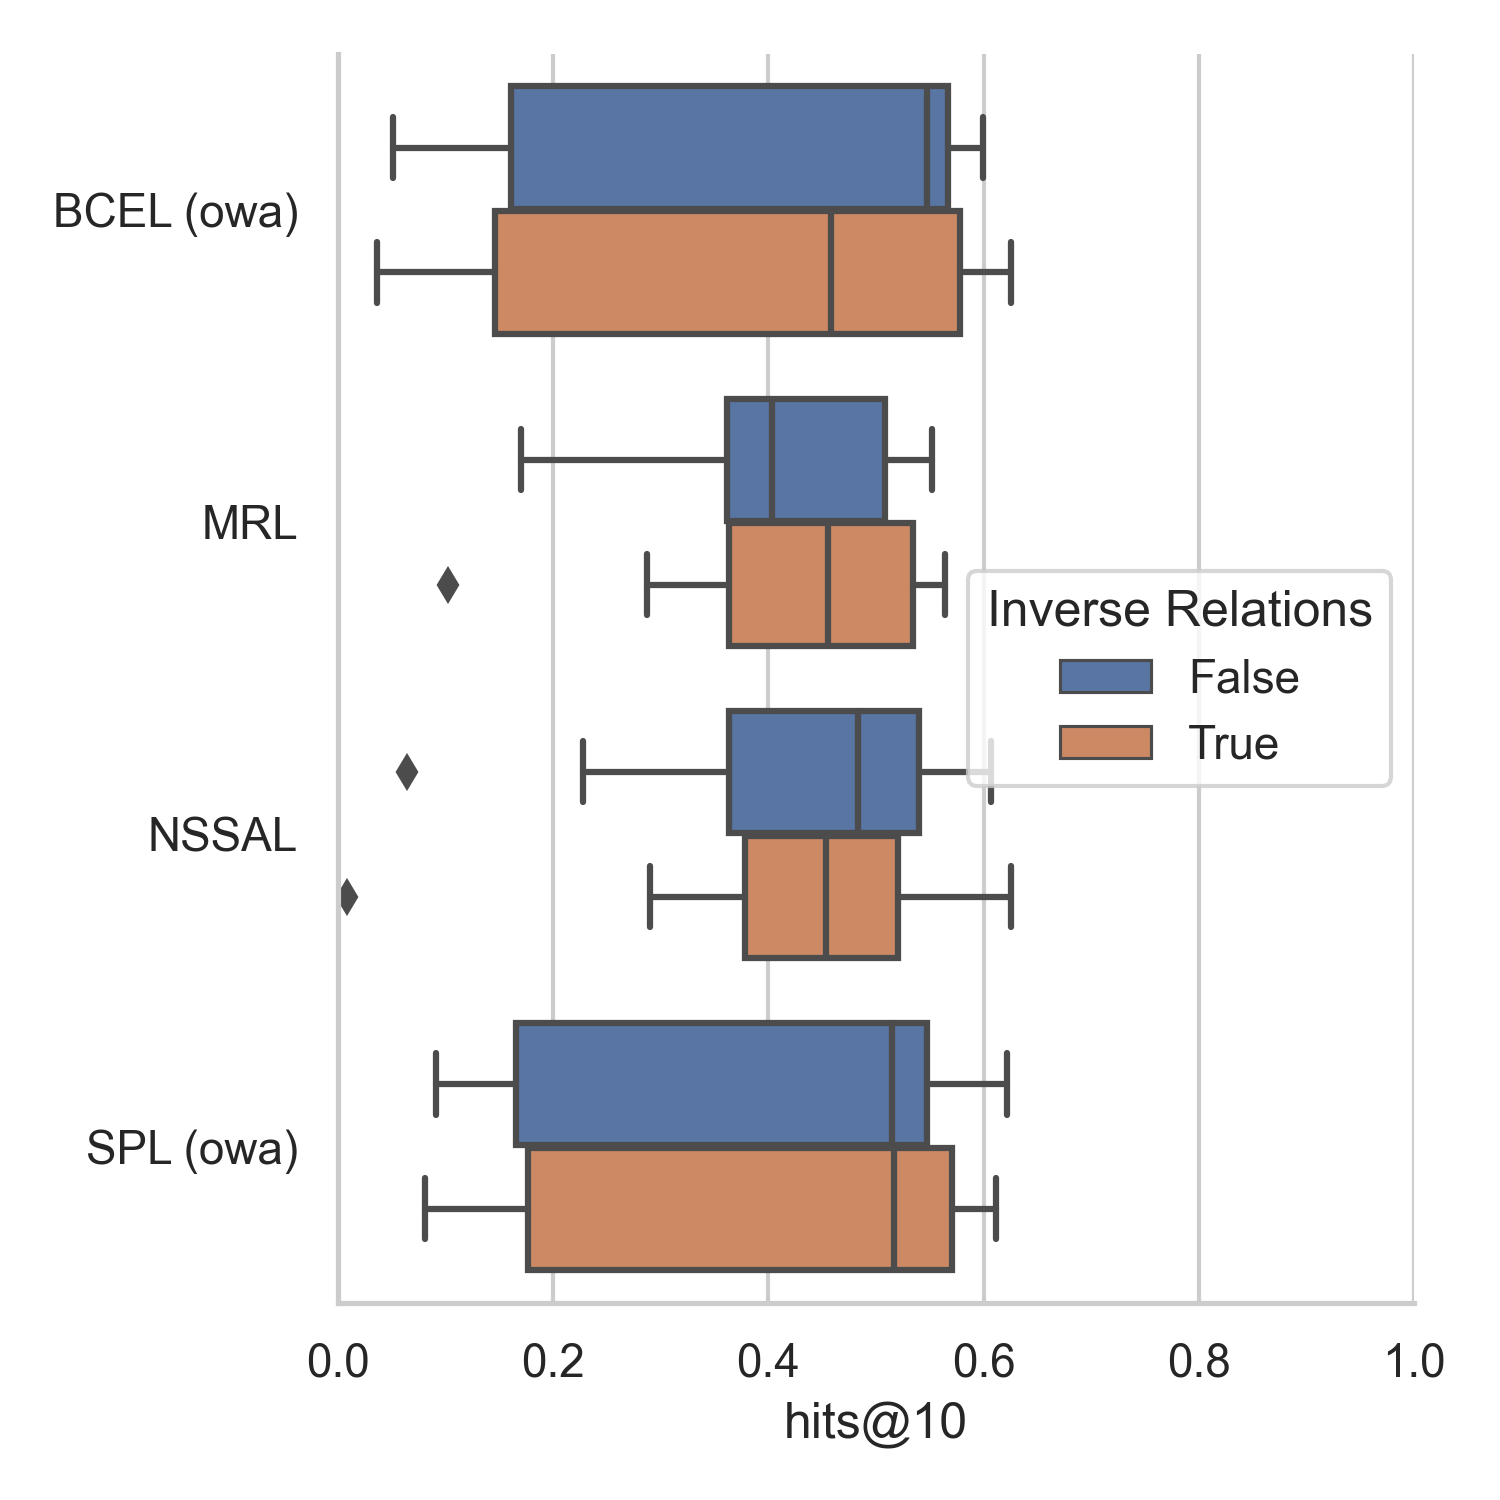 BCEL (owa)
MRL
NSSAL
SPL (owa)
Inverse Relations
False
True
0.0 0.2 0.4 0.6 0.8 1.0
hits@10